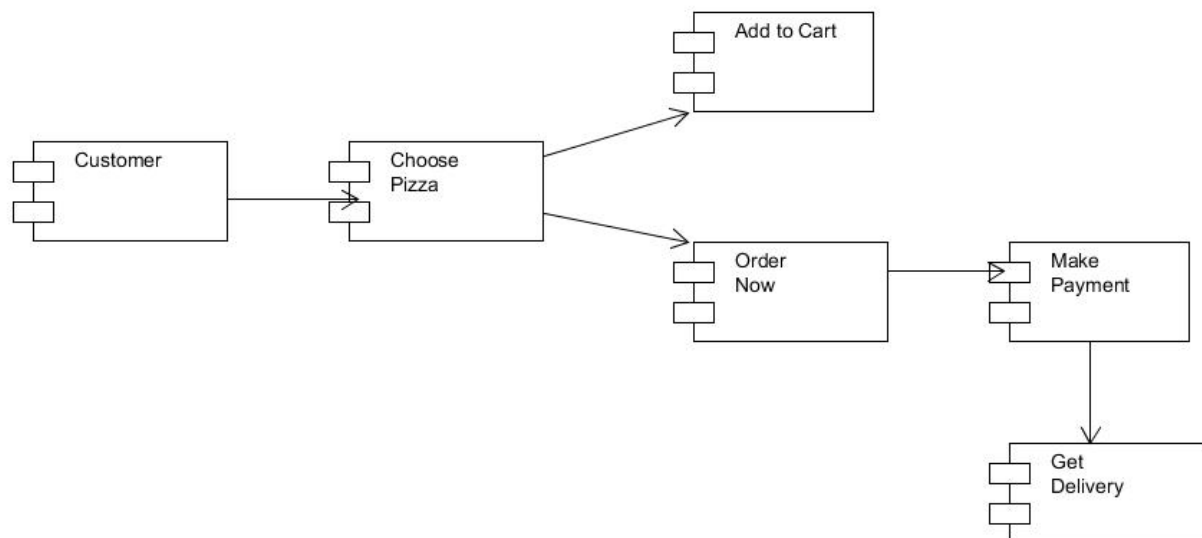 Add to Cart
Customer
Choose
Pizza
Order
Now
Make
Payment
Get
Delivery